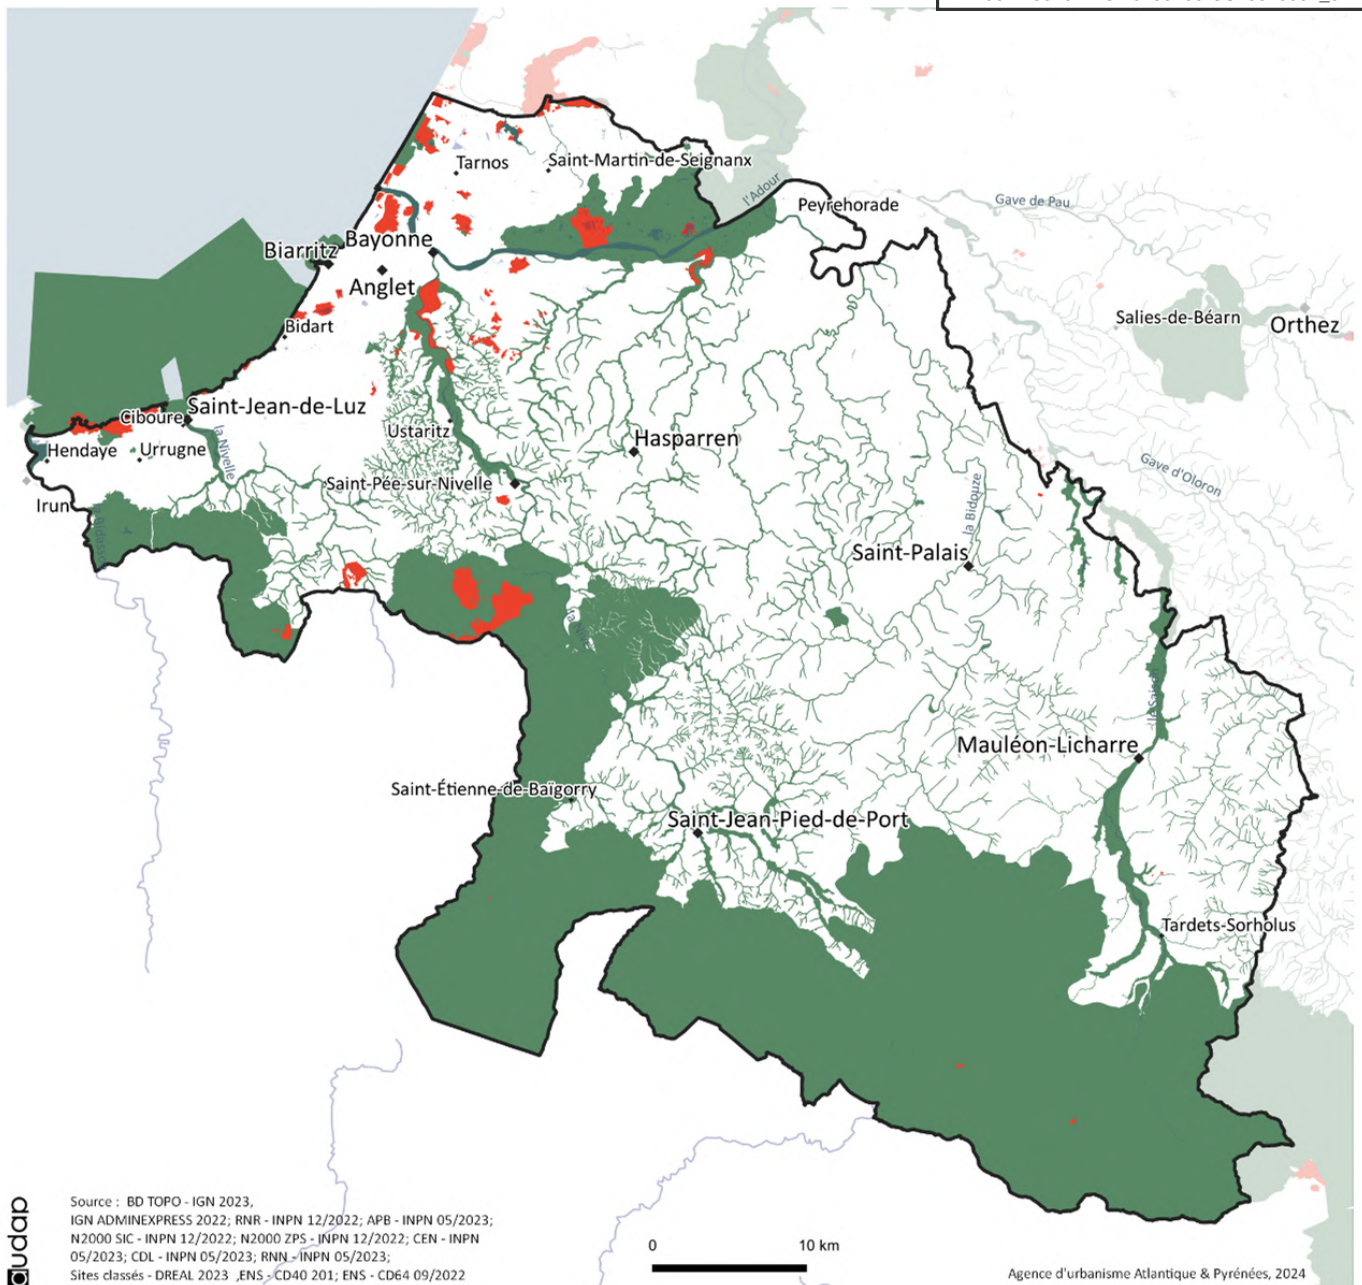 Tarnos
Saint-Martin-de-Seignanx
l'Adour
Peyrehorade
Gave de Pau
Biarritz
Bayonne
Anglet
Bidart
Salies-de-Béarn
Orthez
Saint-Jean-de-Luz
Ciboure
Hendaye
Urrugne
la Nivelle
Ustaritz
Hasparren
Gave d'Oloron
Irun
Saint-Pée-sur-Nivelle
la Bidouze
Saint-Palais
Mauléon-Licharre
Saint-Étienne-de-Baïgorry
Saint-Jean-Pied-de-Port
Tardets-Sorholus
audap
Source : BD TOPO - IGN 2023,
IGN ADMINEXPRESS 2022; RNR - INPN 12/2022; APB - INPN 05/2023;
N2000 SIC - INPN 12/2022; N2000 ZPS - INPN 12/2022; CEN - INPN
05/2023; CDL - INPN 05/2023; RNN - INPN 05/2023;
Sites classés - DREAL 2023 ,ENS - CD40 201; ENS - CD64 09/2022
0 10 km
Agence d'urbanisme Atlantique & Pyrénées, 2024